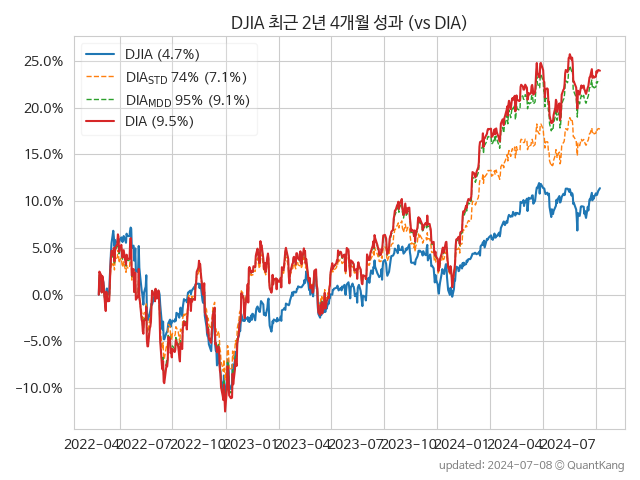 DJIA 최근 2년 4개월 성과 (vs DIA)
DJIA (4.7%)
DIASTD 74% (7.1%)
DIAMDD 95% (9.1%)
DIA (9.5%)
25.0%
20.0%
15.0%
10.0%
5.0%
0.0%
−5.0%
−10.0%
2022-04 2022-07 2022-10 2023-01 2023-04 2023-07 2023-10 2024-01 2024-04 2024-07
updated: 2024-07-08 © QuantKang